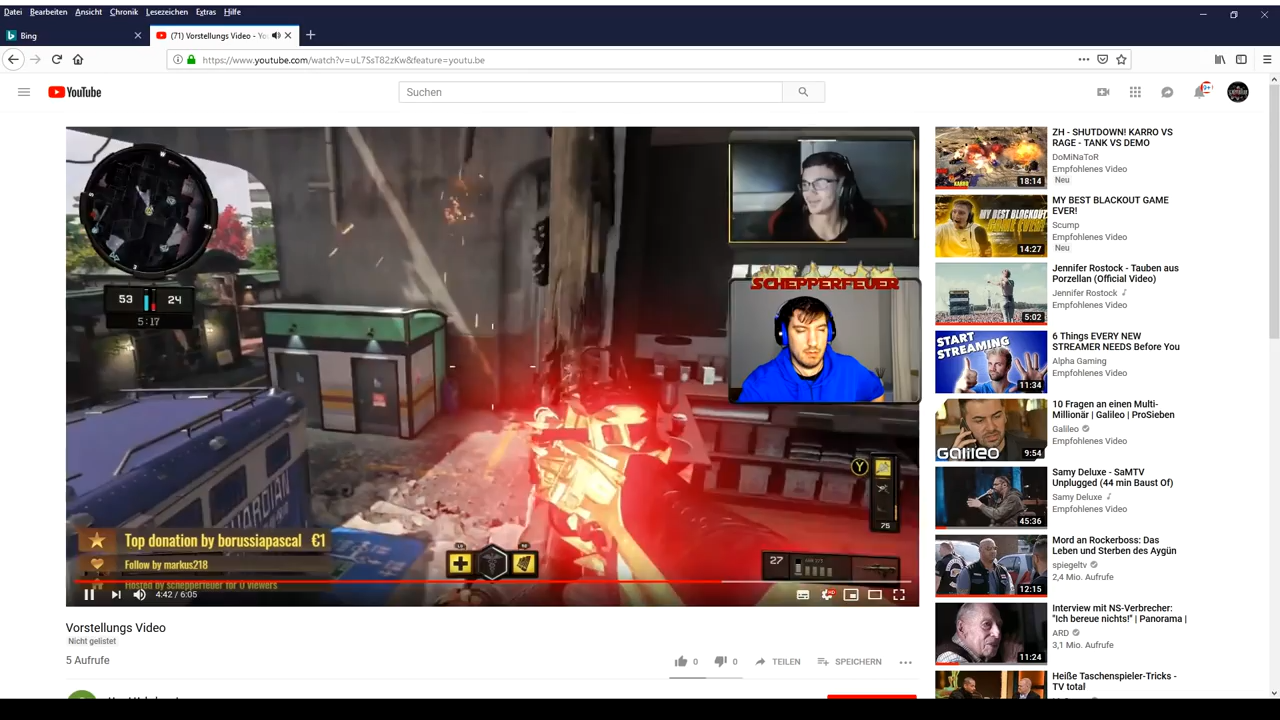 Datei Bearbeiten Ansicht Chronik Lesezeichen Extras Hilfe
Bing
(71) Vorstellungs Video - Yo
https://www.youtube.com/watch?v=uL7SsT82zKw&feature=youtu.be
YouTube
Suchen
9+
53 24
5:17
SCHEPPERFEUER
GUARDIAN
Y
75
27
Top donation by borussiapascal €1
Follow by markus218
Hosted by schepperfeuer for 0 viewers
4:42 / 6:05
HD
Vorstellungs Video
Nicht gelistet
5 Aufrufe
0 0 TEILEN SPEICHERN
ZH - SHUTDOWN! KARRO VS
RAGE - TANK VS DEMO
DoMiNaToR
Empfohlenes Video
Neu
KARRO
18:14
MY BEST BLACKOUT GAME
EVER!
Scump
Empfohlenes Video
Neu
MY BEST BLACKOUT
GAME EVER!
14:27
Jennifer Rostock - Tauben aus
Porzellan (Official Video)
Jennifer Rostock
Empfohlenes Video
5:02
6 Things EVERY NEW
STREAMER NEEDS Before You
Alpha Gaming
Empfohlenes Video
START
STREAMING
11:34
10 Fragen an einen Multi-
Millionär | Galileo | ProSieben
Galileo
Empfohlenes Video
GALILEO
9:54
Samy Deluxe - SaMTV
Unplugged (44 min Baust Of)
Samy Deluxe
Empfohlenes Video
45:36
Mord an Rockerboss: Das
Leben und Sterben des Aygün
spiegeltv
2,4 Mio. Aufrufe
12:15
Interview mit NS-Verbrecher:
"Ich bereue nichts!" | Panorama |
ARD
3,1 Mio. Aufrufe
11:24
Heiße Taschenspieler-Tricks -
TV total